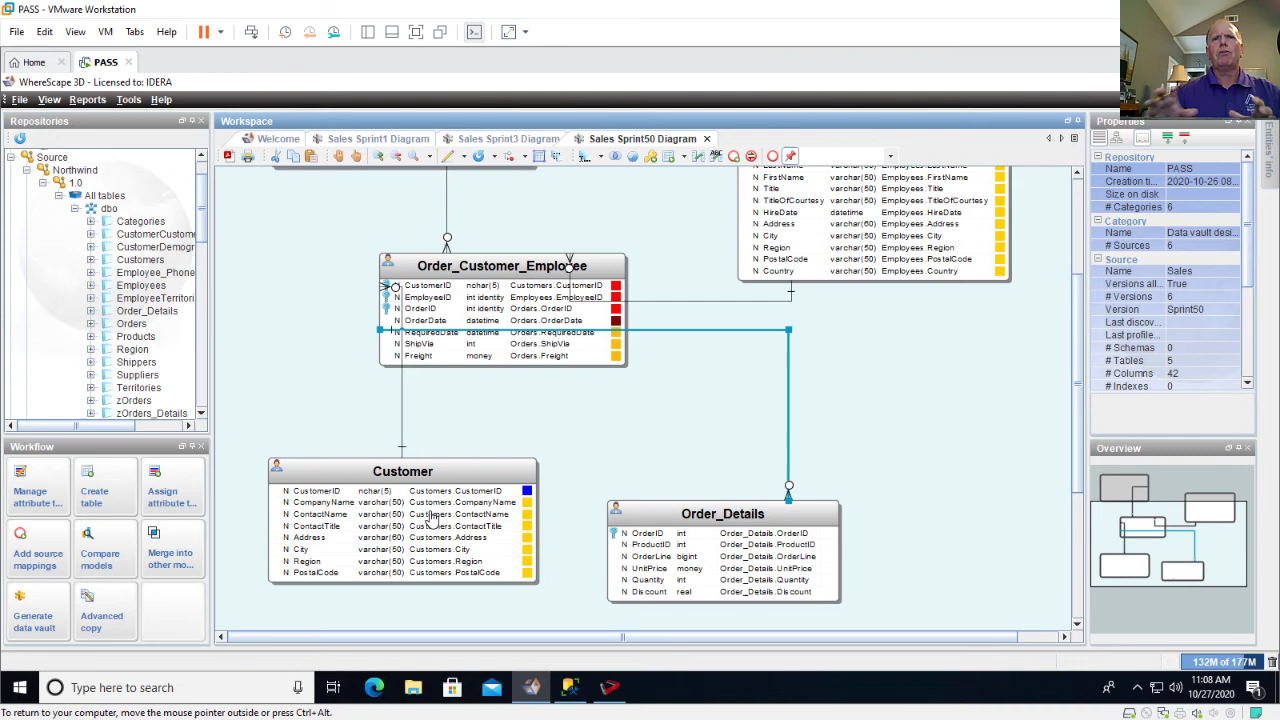 PASS - VMware Workstation
File Edit View VM Tabs Help
Home PASS
WhereScape 3D - Licensed to: IDERA
File View Reports Tools Help
Repositories
Source
Northwind
1.0
All tables
dbo
Categories
CustomerCustome
CustomerDemogr
Customers
Employee_Phone
Employees
EmployeeTerritori
Order_Details
Orders
Products
Region
Shippers
Suppliers
Territories
zOrders
zOrders_Details
Workflow
Manage attribute t...
Create table
Assign attribute t...
Add source mappings
Compare models
Merge into other mo...
Generate data vault
Advanced copy
Workspace
Welcome Sales Sprint1 Diagram Sales Sprint3 Diagram Sales Sprint50 Diagram
N FirstName varchar(50) Employees.FirstName
N Title varchar(50) Employees.Title
N TitleOfCourtesy varchar(50) Employees.TitleOfCourtesy
N HireDate datetime Employees.HireDate
N Address varchar(50) Employees.Address
N City varchar(50) Employees.City
N Region varchar(50) Employees.Region
N PostalCode varchar(50) Employees.PostalCode
N Country varchar(50) Employees.Country
Order_Customer_Employee
CustomerID nchar(5) Customers.CustomerID
N EmployeeID int identity Employees.EmployeeID
N OrderID int identity Orders.OrderID
N OrderDate datetime Orders.OrderDate
N RequiredDate datetime Orders.RequiredDate
N ShipVia int Orders.ShipVia
N Freight money Orders.Freight
Customer
N CustomerID nchar(5) Customers.CustomerID
N CompanyName varchar(50) Customers.CompanyName
N ContactName varchar(50) Customers.ContactName
N ContactTitle varchar(50) Customers.ContactTitle
N Address varchar(60) Customers.Address
N City varchar(50) Customers.City
N Region varchar(50) Customers.Region
N PostalCode varchar(50) Customers.PostalCode
Order_Details
N OrderID int Order_Details.OrderID
N ProductID int Order_Details.ProductID
N OrderLine bigint Order_Details.OrderLine
N UnitPrice money Order_Details.UnitPrice
N Quantity int Order_Details.Quantity
N Discount real Order_Details.Discount
Properties
Repository
Name PASS
Creation ti... 2020-10-26 08...
Size on disk
# Categories 6
Category
Name Data vault desi...
# Sources 6
Source
Name Sales
Versions all... True
# Versions 6
Version Sprint50
Last discov...
Last profile...
# Schemas 0
# Tables 5
# Columns 42
# Indexes 0
Entities' info
Overview
132M of 177M
Type here to search
11:08 AM
10/27/2020
1
To return to your computer, move the mouse pointer outside or press Ctrl+Alt.